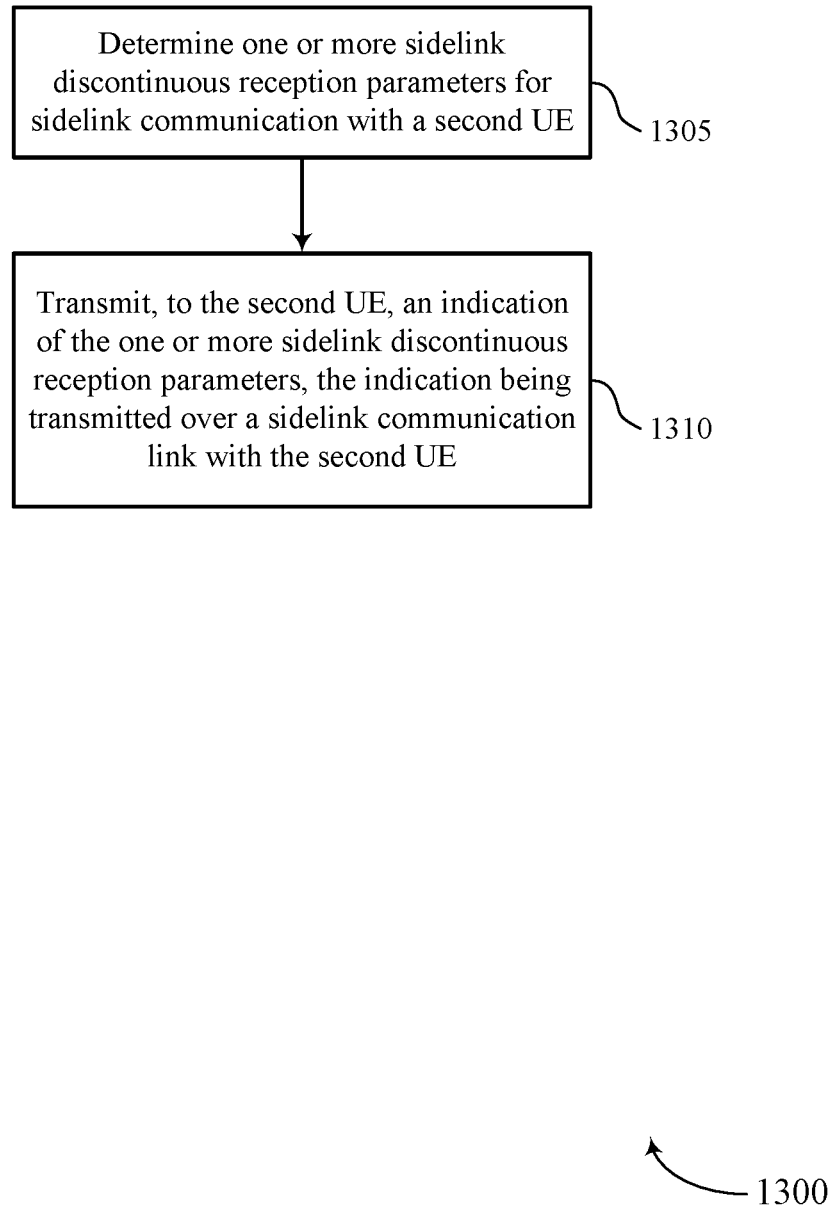 Determine one or more sidelink
discontinuous reception parameters for
sidelink communication with a second UE
1305
Transmit, to the second UE, an indication
of the one or more sidelink discontinuous
reception parameters, the indication being
transmitted over a sidelink communication
link with the second UE
1310
1300